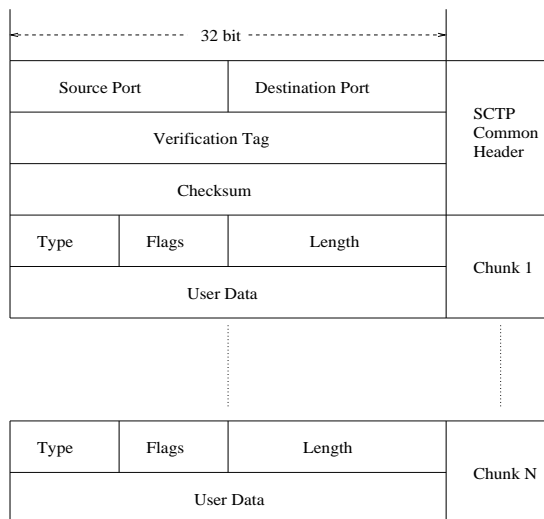 32 bit
Source Port
Destination Port
SCTP
Common
Header
Verification Tag
Checksum
Type
Flags
Length
Chunk 1
User Data
Type
Flags
Length
Chunk N
User Data